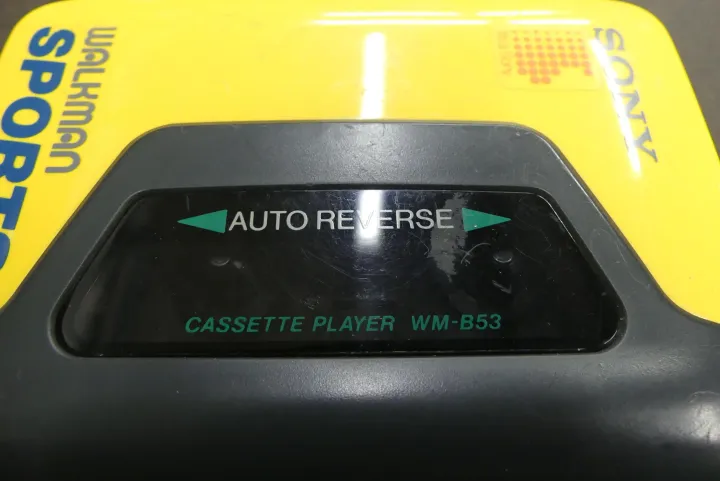 WALKMAN
SPORTS
SONY
AUTO REVERSE
CASSETTE PLAYER WM-B53